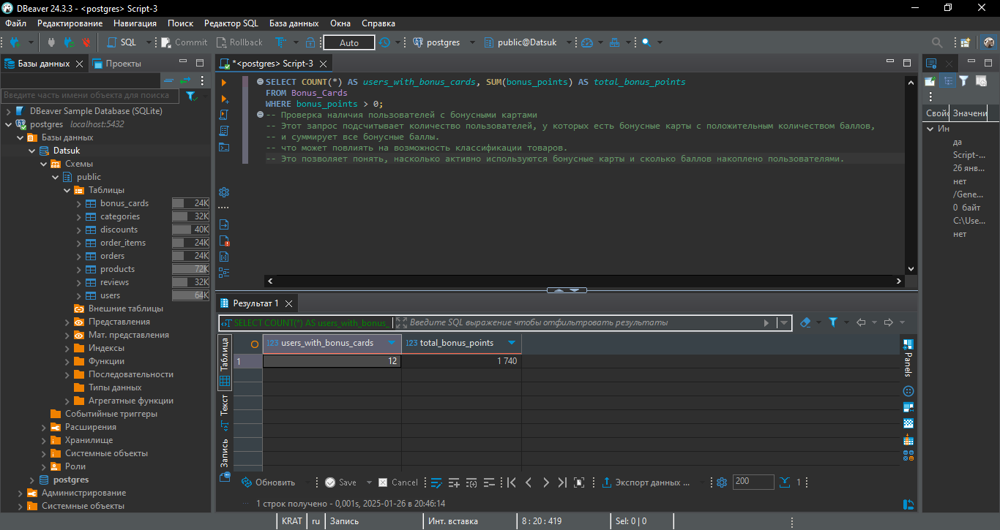 DBeaver 24.3.3 - <postgres> Script-3
Файл Редактирование Навигация Поиск Редактор SQL База данных Окна Справка
SQL Commit Rollback Auto postgres public@Datsuk
Базы данных Проекты
Введите часть имени объекта для поиска
DBeaver Sample Database (SQLite)
postgres localhost:5432
Базы данных
Datsuk
Схемы
public
Таблицы
bonus_cards 24K
categories 32K
discounts 40K
order_items 24K
orders 24K
products 72K
reviews 32K
users 64K
Внешние таблицы
Представления
Мат. представления
Индексы
Функции
Последовательности
Типы данных
Агрегатные функции
Событийные триггеры
Расширения
Хранилище
Системные объекты
Роли
postgres
Администрирование
Системные объекты
*<postgres> Script-3
SELECT COUNT(*) AS users_with_bonus_cards, SUM(bonus_points) AS total_bonus_points
FROM Bonus_Cards
WHERE bonus_points > 0;
-- Проверка наличия пользователей с бонусными картами
-- Этот запрос подсчитывает количество пользователей, у которых есть бонусные карты с положительным количеством баллов,
-- и суммирует все бонусные баллы.
-- что может повлиять на возможность классификации товаров.
-- Это позволяет понять, насколько активно используются бонусные карты и сколько баллов накоплено пользователями.
Результат 1
SELECT COUNT(*) AS users_with_bonus_ Введите SQL выражение чтобы отфильтровать результаты
Таблица
Текст
Запись
123 users_with_bonus_cards 123 total_bonus_points
1 12 1 740
Panels
Обновить Save Cancel Экспорт данных ... 200 1
1 строк получено - 0,001s, 2025-01-26 в 20:46:14
Свой Значени
Ин
да
Script-...
26 янв...
нет
/Gene...
0 байт
C:\Use...
нет
KRAT ru Запись Инт. вставка 8 : 20 : 419 Sel: 0 | 0